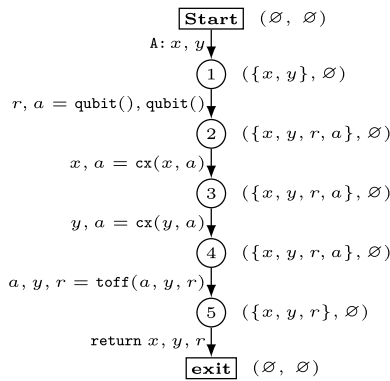 Start (∅, ∅)
A: x, y
1 ({x, y}, ∅)
r, a = qubit(), qubit()
2 ({x, y, r, a}, ∅)
x, a = cx(x, a)
3 ({x, y, r, a}, ∅)
y, a = cx(y, a)
4 ({x, y, r, a}, ∅)
a, y, r = toff(a, y, r)
5 ({x, y, r}, ∅)
return x, y, r
exit (∅, ∅)